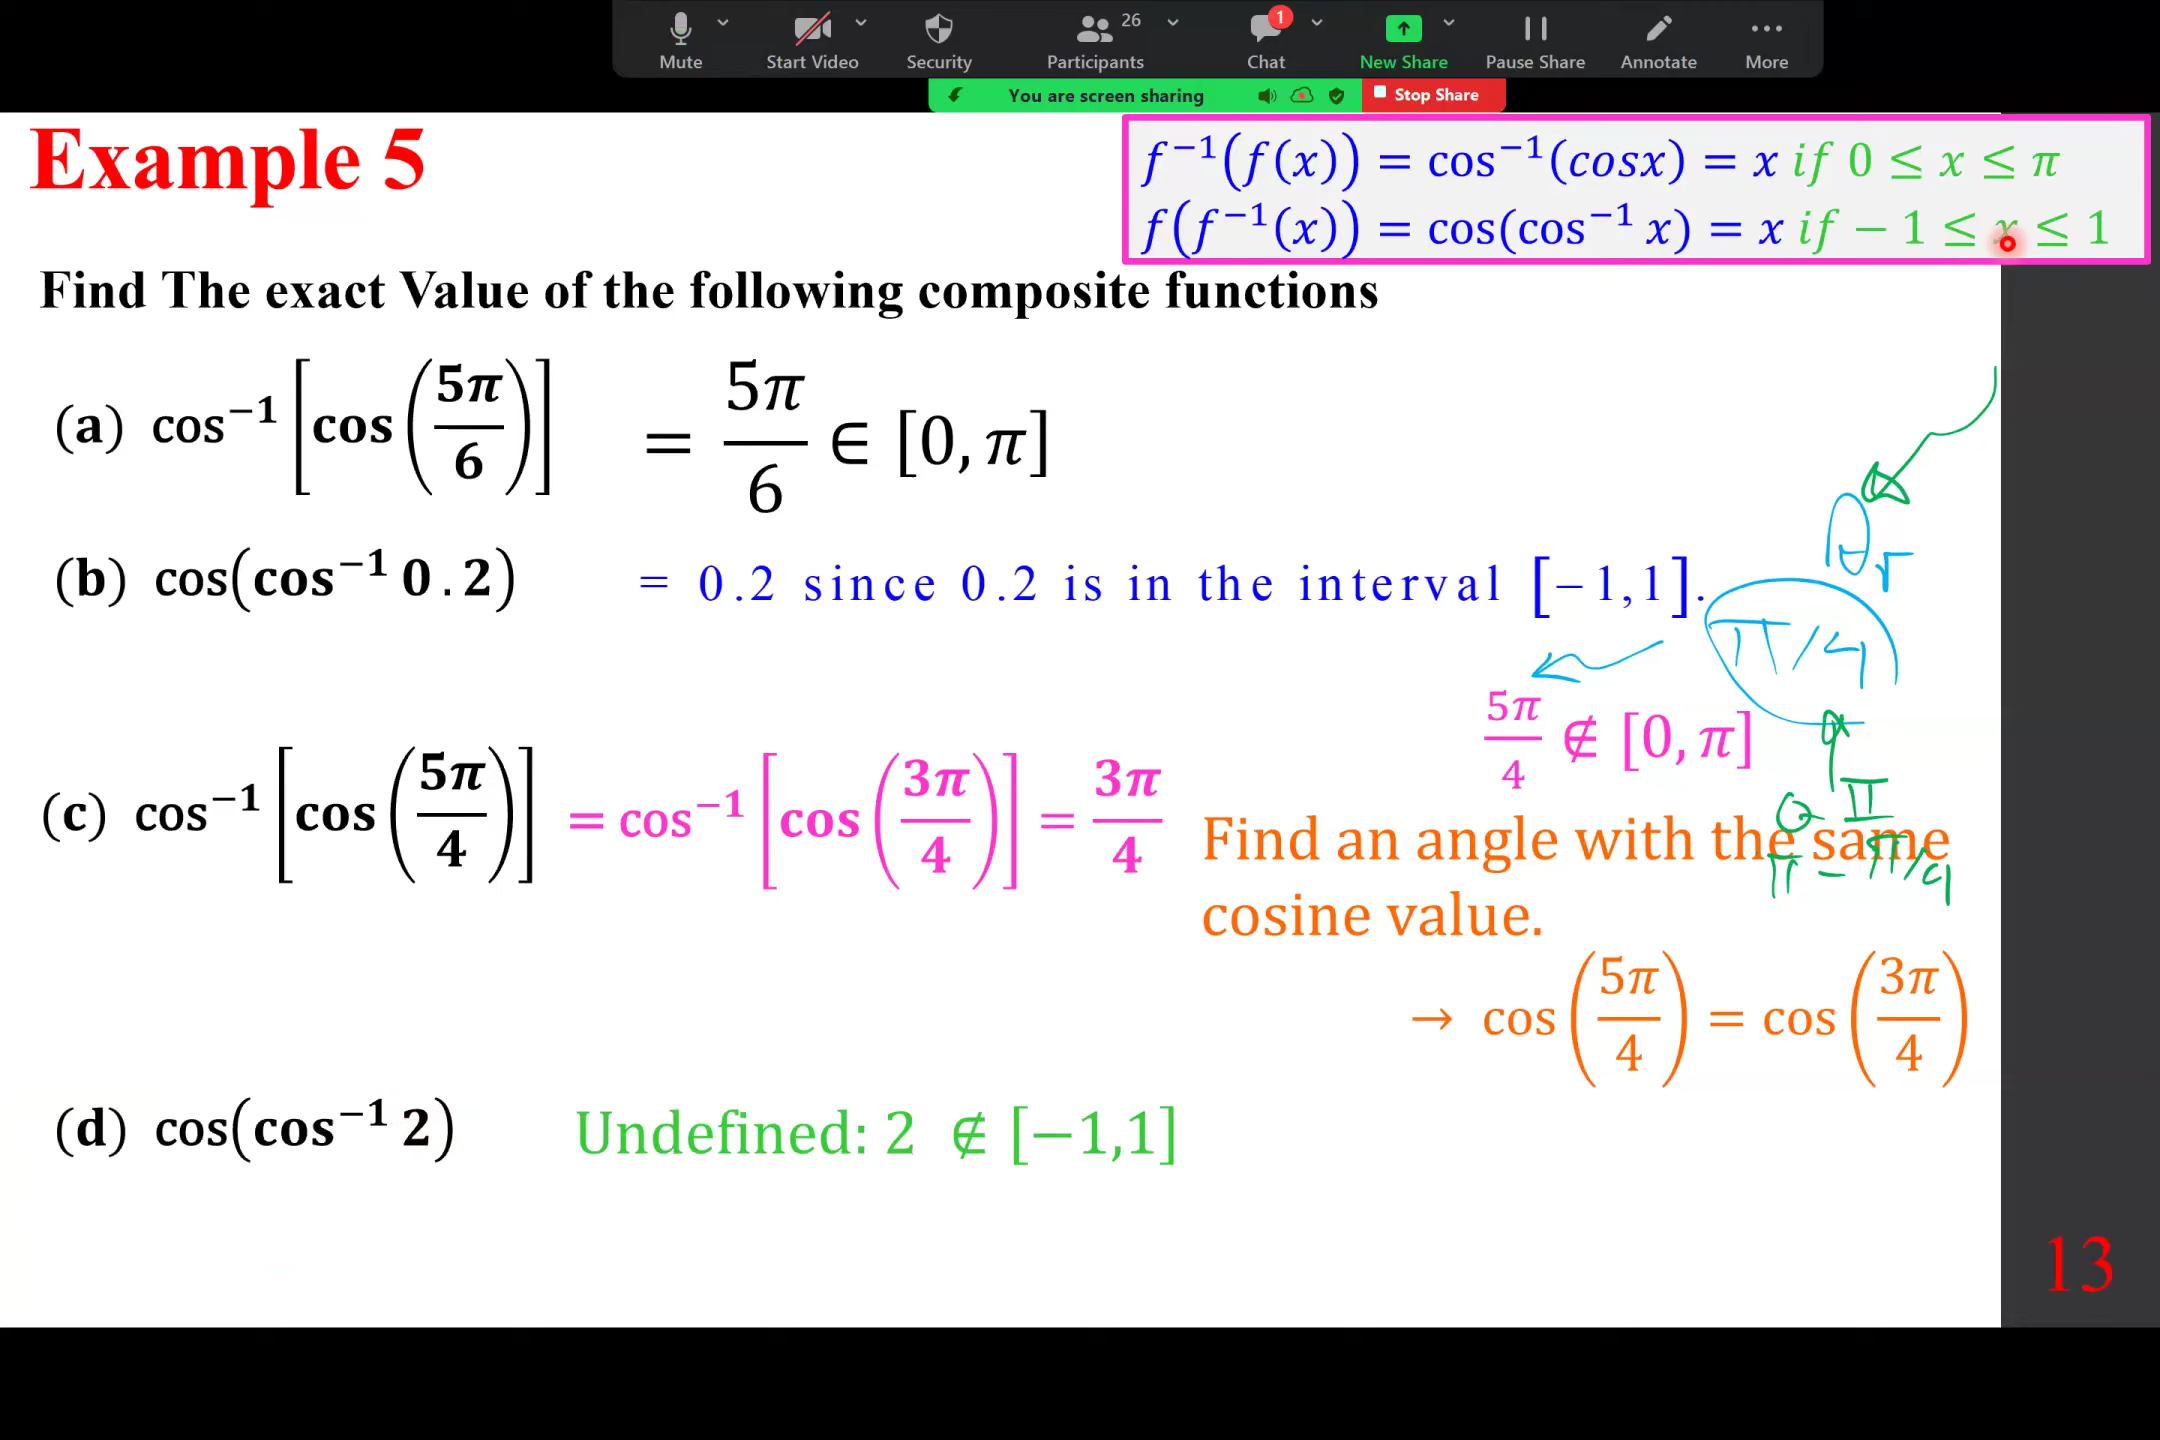 Mute
Start Video
Security
26
Participants
1
Chat
New Share
Pause Share
Annotate
More
You are screen sharing
Stop Share
Example 5
f⁻¹(f(x)) = cos⁻¹(cosx) = x if 0 ≤ x ≤ π
f(f⁻¹(x)) = cos(cos⁻¹ x) = x if − 1 ≤ x ≤ 1
Find The exact Value of the following composite functions
(a) cos⁻¹[cos(5π/6)] = 5π/6 ∈ [0, π]
θr
(b) cos(cos⁻¹ 0.2) = 0.2 since 0.2 is in the interval [−1,1].
π/4
5π/4 ∉ [0, π]
(c) cos⁻¹[cos(5π/4)] = cos⁻¹[cos(3π/4)] = 3π/4
Q II
π − π/4
Find an angle with the same
cosine value.
→ cos(5π/4) = cos(3π/4)
(d) cos(cos⁻¹ 2) Undefined: 2 ∉ [−1,1]
13